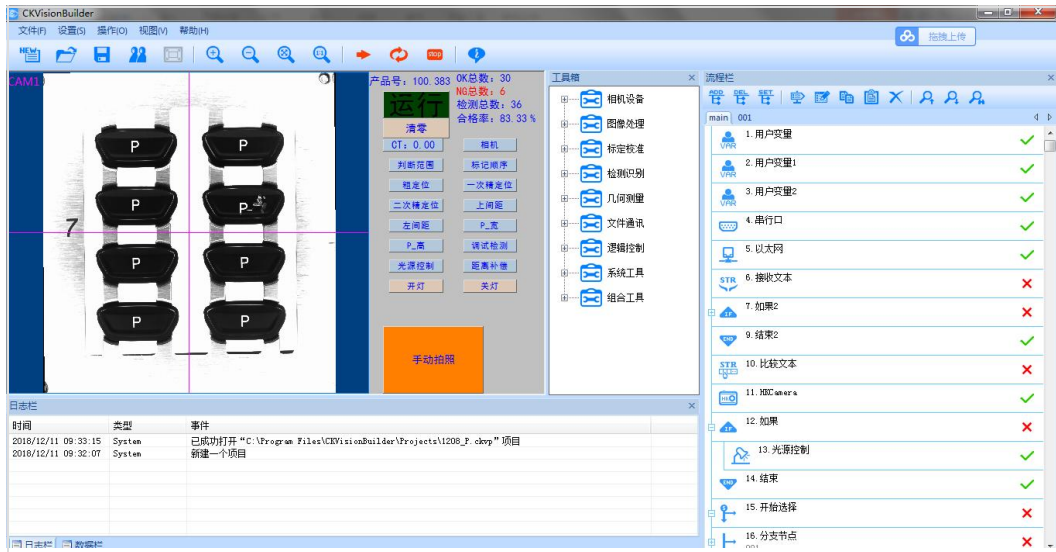 CKVisionBuilder
文件(F) 设置(S) 操作(O) 视图(V) 帮助(H)
拖拽上传
NEW
stop
CAM1
产品号: 100.383 OK总数: 30
NG总数: 6
运行
检测总数: 36
合格率: 83.33%
清零
CT: 0.00 相机
判断范围 标记顺序
粗定位 一次精定位
二次精定位 上间距
左间距 P_宽
P_高 调试检测
光源控制 距离补偿
开灯 关灯
手动拍照
P P
P P
7
P P
P P
工具箱
相机设备
图像处理
标定校准
检测识别
几何测量
文件通讯
逻辑控制
系统工具
组合工具
流程栏
ADD DEL SET
main 001
1.用户变量
2.用户变量1
3.用户变量2
4.串行口
5.以太网
6.接收文本
7.如果2
9.结束2
10.比较文本
11.HKCamera
12.如果
13.光源控制
14.结束
15.开始选择
16.分支节点
001
日志栏
时间 类型 事件
2018/12/11 09:33:15 System 已成功打开“C:\Program Files\CKVisionBuilder\Projects\1208_P.ckvp”项目
2018/12/11 09:32:07 System 新建一个项目
日志栏 数据栏